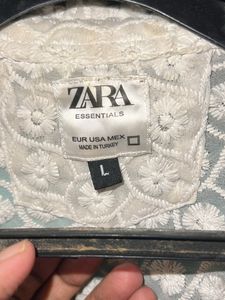 ZARA
ESSENTIALS
EUR USA MEX
MADE IN TURKEY
L